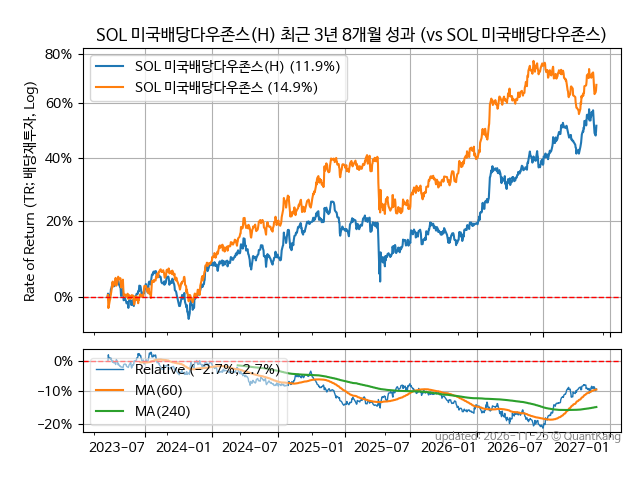 SOL 미국배당다우존스(H) 최근 3년 8개월 성과 (vs SOL 미국배당다우존스)
Rate of Return (TR: 배당재투자, Log)
80%
60%
40%
20%
0%
SOL 미국배당다우존스(H) (11.9%)
SOL 미국배당다우존스 (14.9%)
0%
−10%
−20%
Relative (−2.7%, 2.7%)
MA(60)
MA(240)
updated: 2026-11-25 © QuantKang
2023-07 2024-01 2024-07 2025-01 2025-07 2026-01 2026-07 2027-01